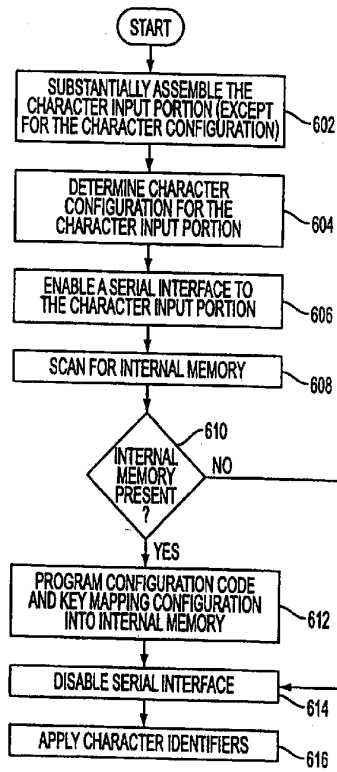 START
SUBSTANTIALLY ASSEMBLE THE
CHARACTER INPUT PORTION (EXCEPT
FOR THE CHARACTER CONFIGURATION)
602
DETERMINE CHARACTER
CONFIGURATION FOR THE
CHARACTER INPUT PORTION
604
ENABLE A SERIAL INTERFACE TO
THE CHARACTER INPUT PORTION
606
SCAN FOR INTERNAL MEMORY
608
610
INTERNAL
MEMORY
PRESENT
?
NO
YES
PROGRAM CONFIGURATION CODE
AND KEY MAPPING CONFIGURATION
INTO INTERNAL MEMORY
612
DISABLE SERIAL INTERFACE
614
APPLY CHARACTER IDENTIFIERS
616